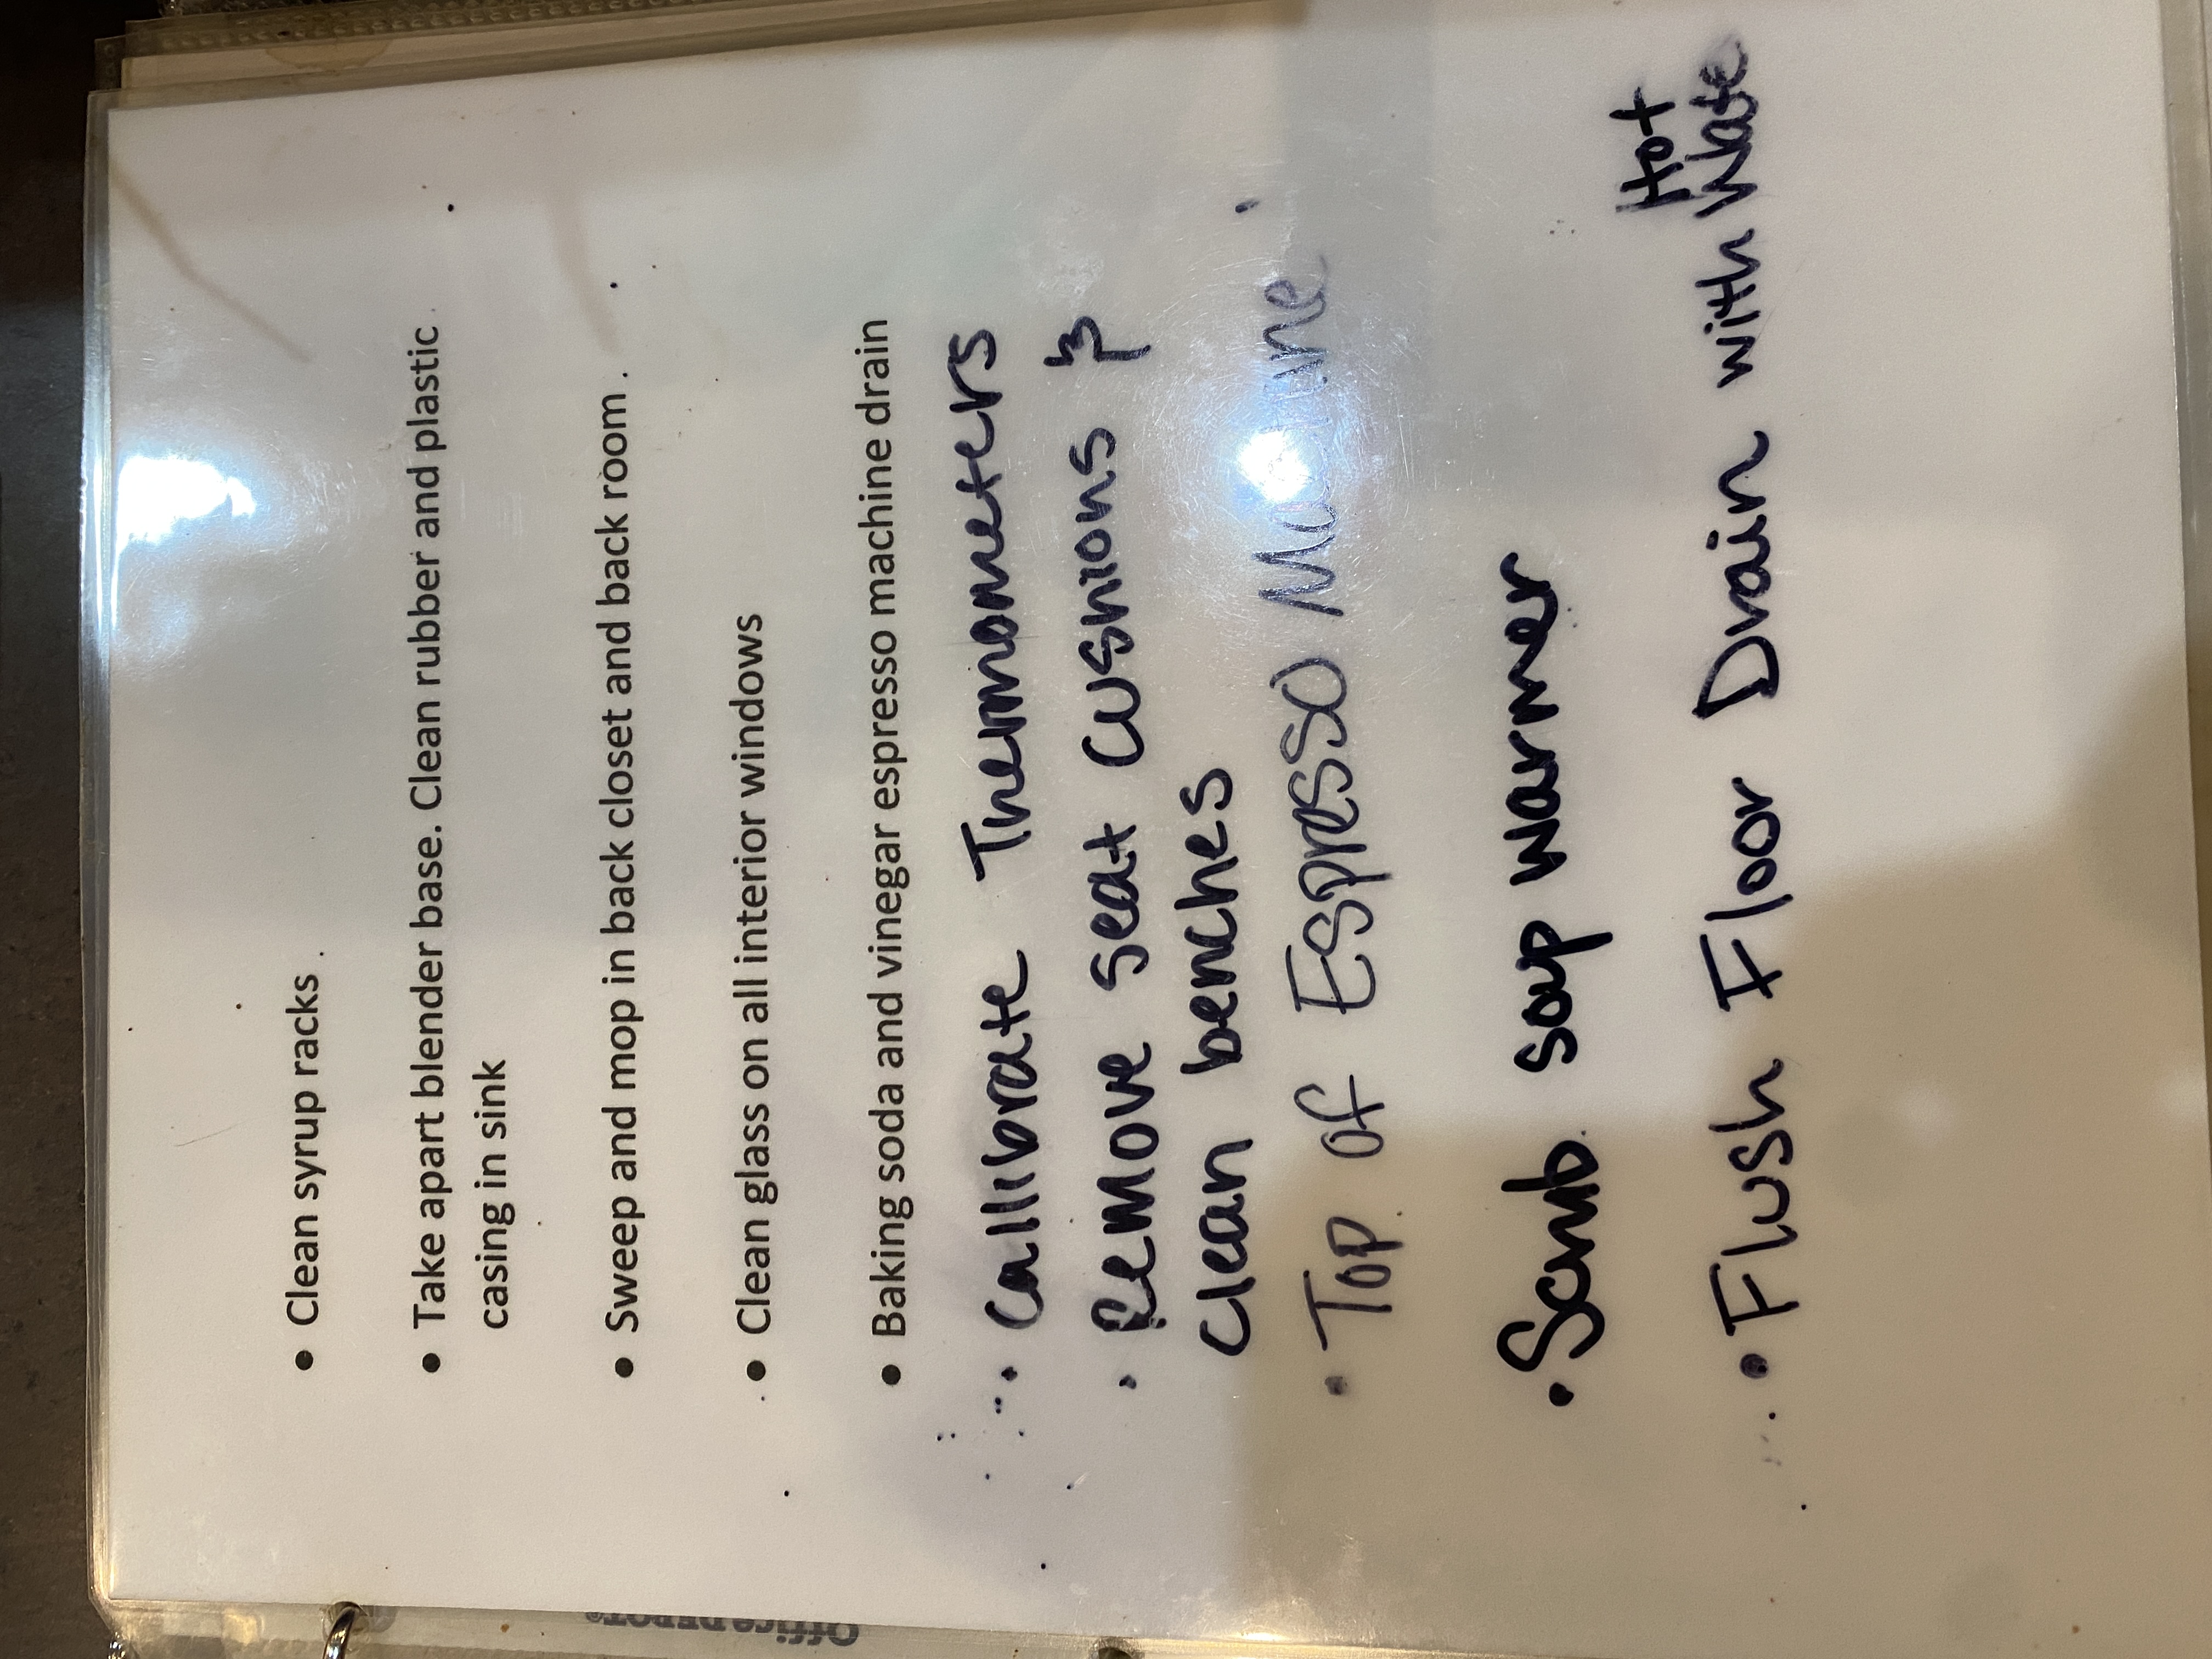 • Clean syrup racks
• Take apart blender base. Clean rubber and plastic
casing in sink
• Sweep and mop in back closet and back room
• Clean glass on all interior windows
• Baking soda and vinegar espresso machine drain
• Callibrate Thermometers
• Remove seat cushions &
clean benches
• Top of Espresso Machine
• Scrub soup warmer
Hot
• Flush Floor Drain with Wate
Office DEPOT